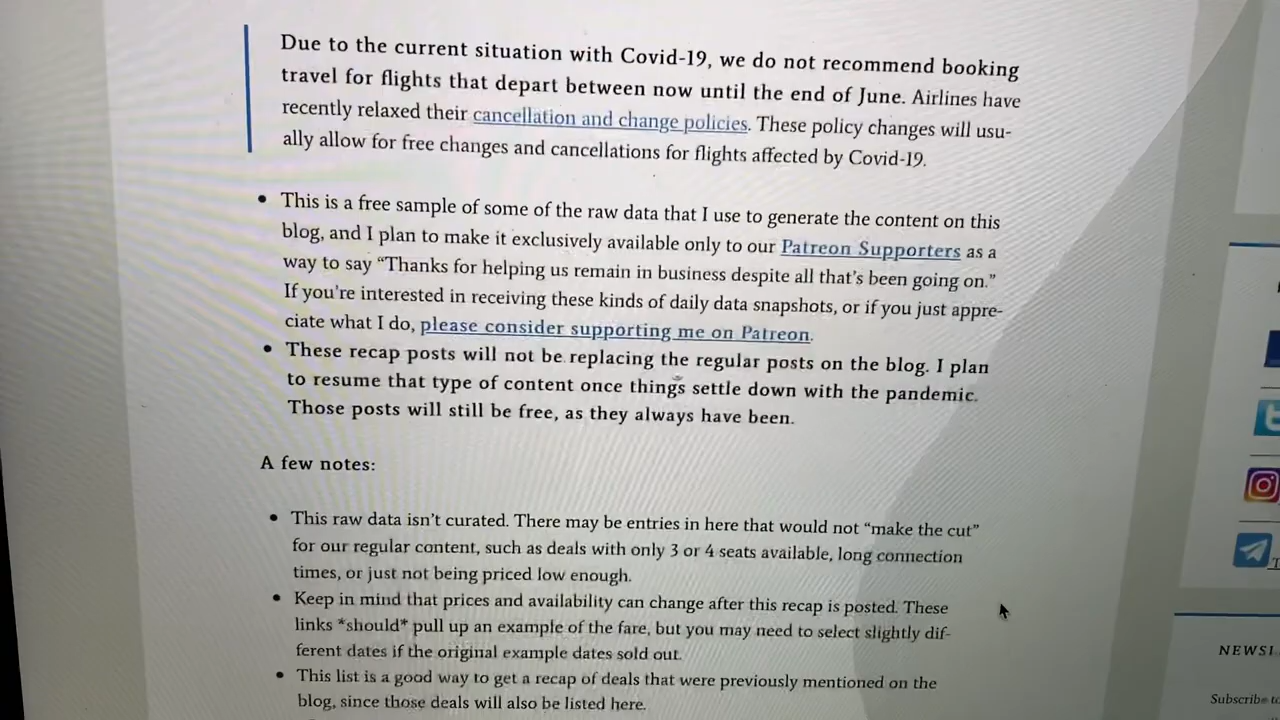 Due to the current situation with Covid-19, we do not recommend booking
travel for flights that depart between now until the end of June. Airlines have
recently relaxed their cancellation and change policies. These policy changes will usu-
ally allow for free changes and cancellations for flights affected by Covid-19.
This is a free sample of some of the raw data that I use to generate the content on this
blog, and I plan to make it exclusively available only to our Patreon Supporters as a
way to say “Thanks for helping us remain in business despite all that’s been going on.”
If you’re interested in receiving these kinds of daily data snapshots, or if you just appre-
ciate what I do, please consider supporting me on Patreon.
These recap posts will not be replacing the regular posts on the blog. I plan
to resume that type of content once things settle down with the pandemic.
Those posts will still be free, as they always have been.
A few notes:
This raw data isn’t curated. There may be entries in here that would not “make the cut”
for our regular content, such as deals with only 3 or 4 seats available, long connection
times, or just not being priced low enough.
Keep in mind that prices and availability can change after this recap is posted. These
links *should* pull up an example of the fare, but you may need to select slightly dif-
ferent dates if the original example dates sold out.
This list is a good way to get a recap of deals that were previously mentioned on the
blog, since those deals will also be listed here.
NEWSL
Subscribe to